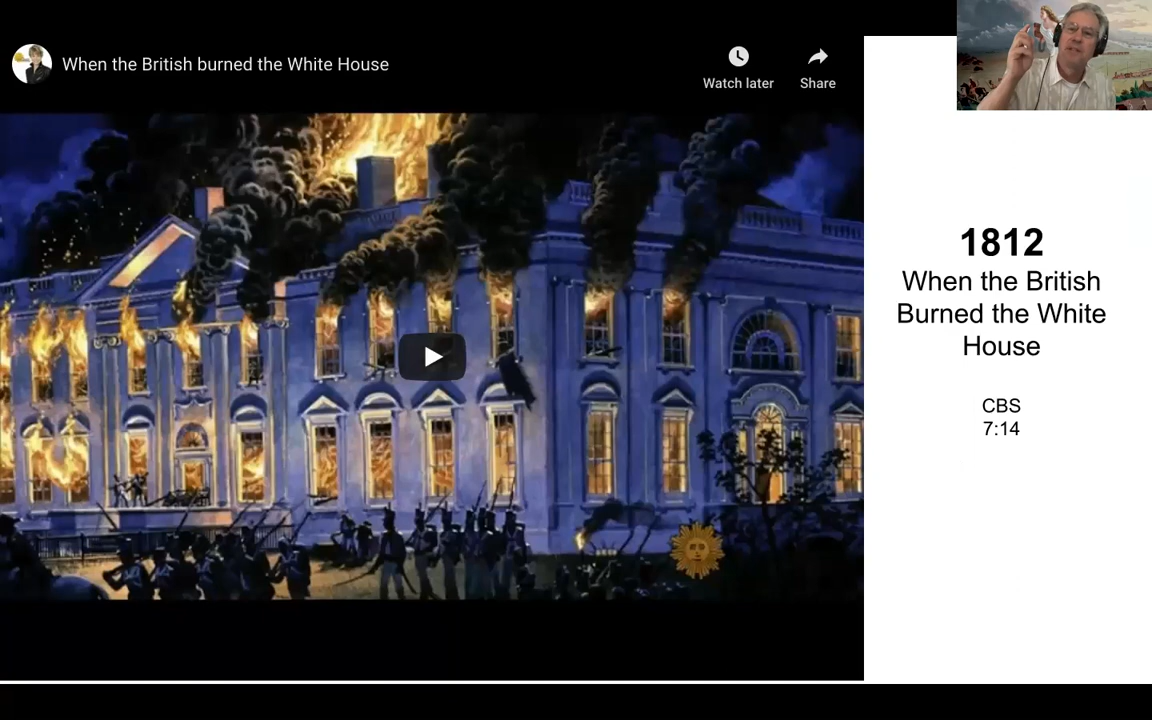 When the British burned the White House
Watch later
Share
1812
When the British
Burned the White
House
CBS
7:14